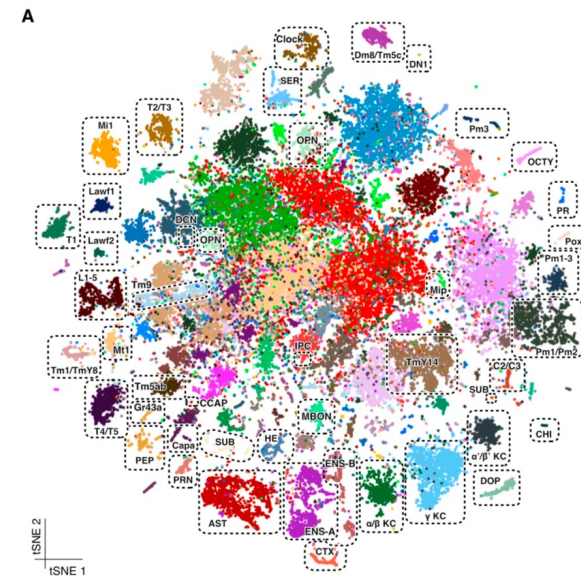 A
Clock
Dm8/Tm5c
DN1
SER
T2/T3
Mi1
OPN
Pm3
OCTY
Lawf1
PR
DCN
T1
Lawf2
OPN
Pox
Pm1-3
L1-5
Tm9
Mip
Mt1
IPC
Pm1/Pm2
Tm1/TmY8
TmY14
C2/C3
Tm5ab
SUB
Gr43a
CCAP
T4/T5
MBON
CHI
Capa
SUB
HE
α'/β' KC
PEP
ENS-B
PRN
DOP
AST
ENS-A
α/β KC
γ KC
CTX
tSNE 2
tSNE 1